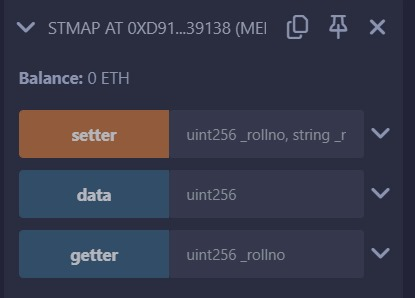 STMAP AT 0XD91...39138 (MEI
Balance: 0 ETH
setter uint256 _rollno, string _r
data uint256
getter uint256 _rollno